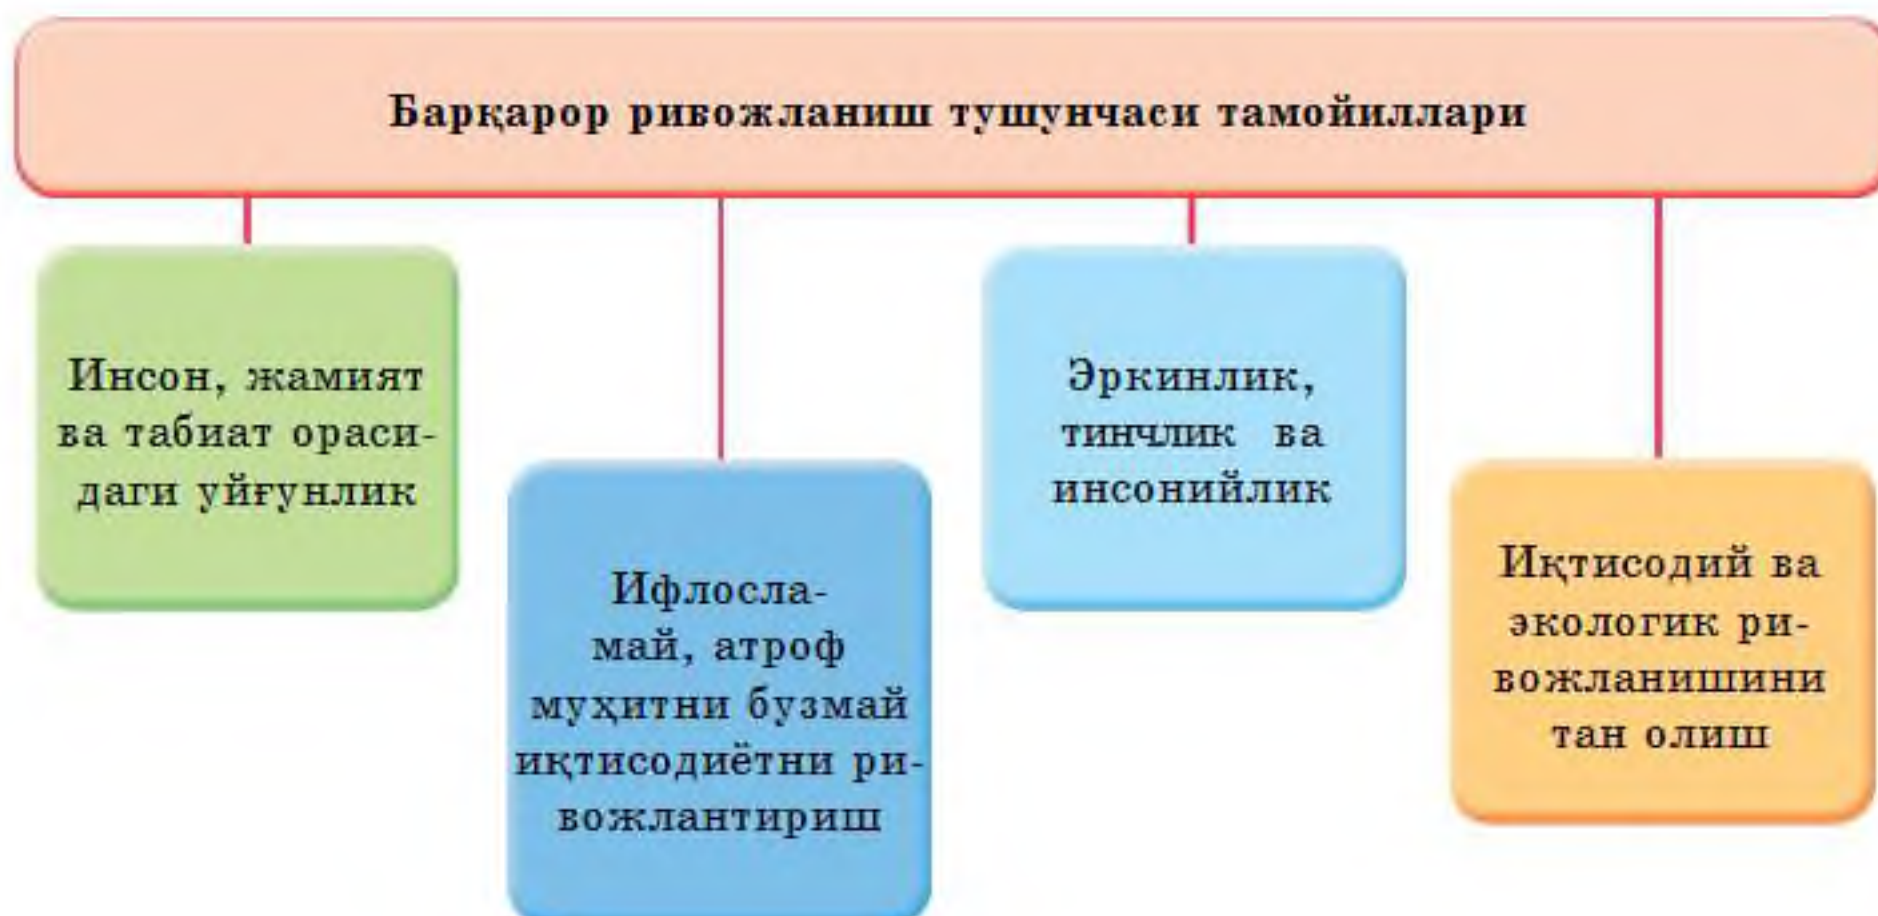 Барқарор ривожланиш тушунчаси тамойиллари
Инсон, жамият
ва табиат ораси-
даги уйғунлик
Ифлосла-
май, атроф
муҳитни бузмай
иқтисодиётни ри-
вожлантириш
Эркинлик,
тинчлик ва
инсонийлик
Иқтисодий ва
экологик ри-
вожланишини
тан олиш